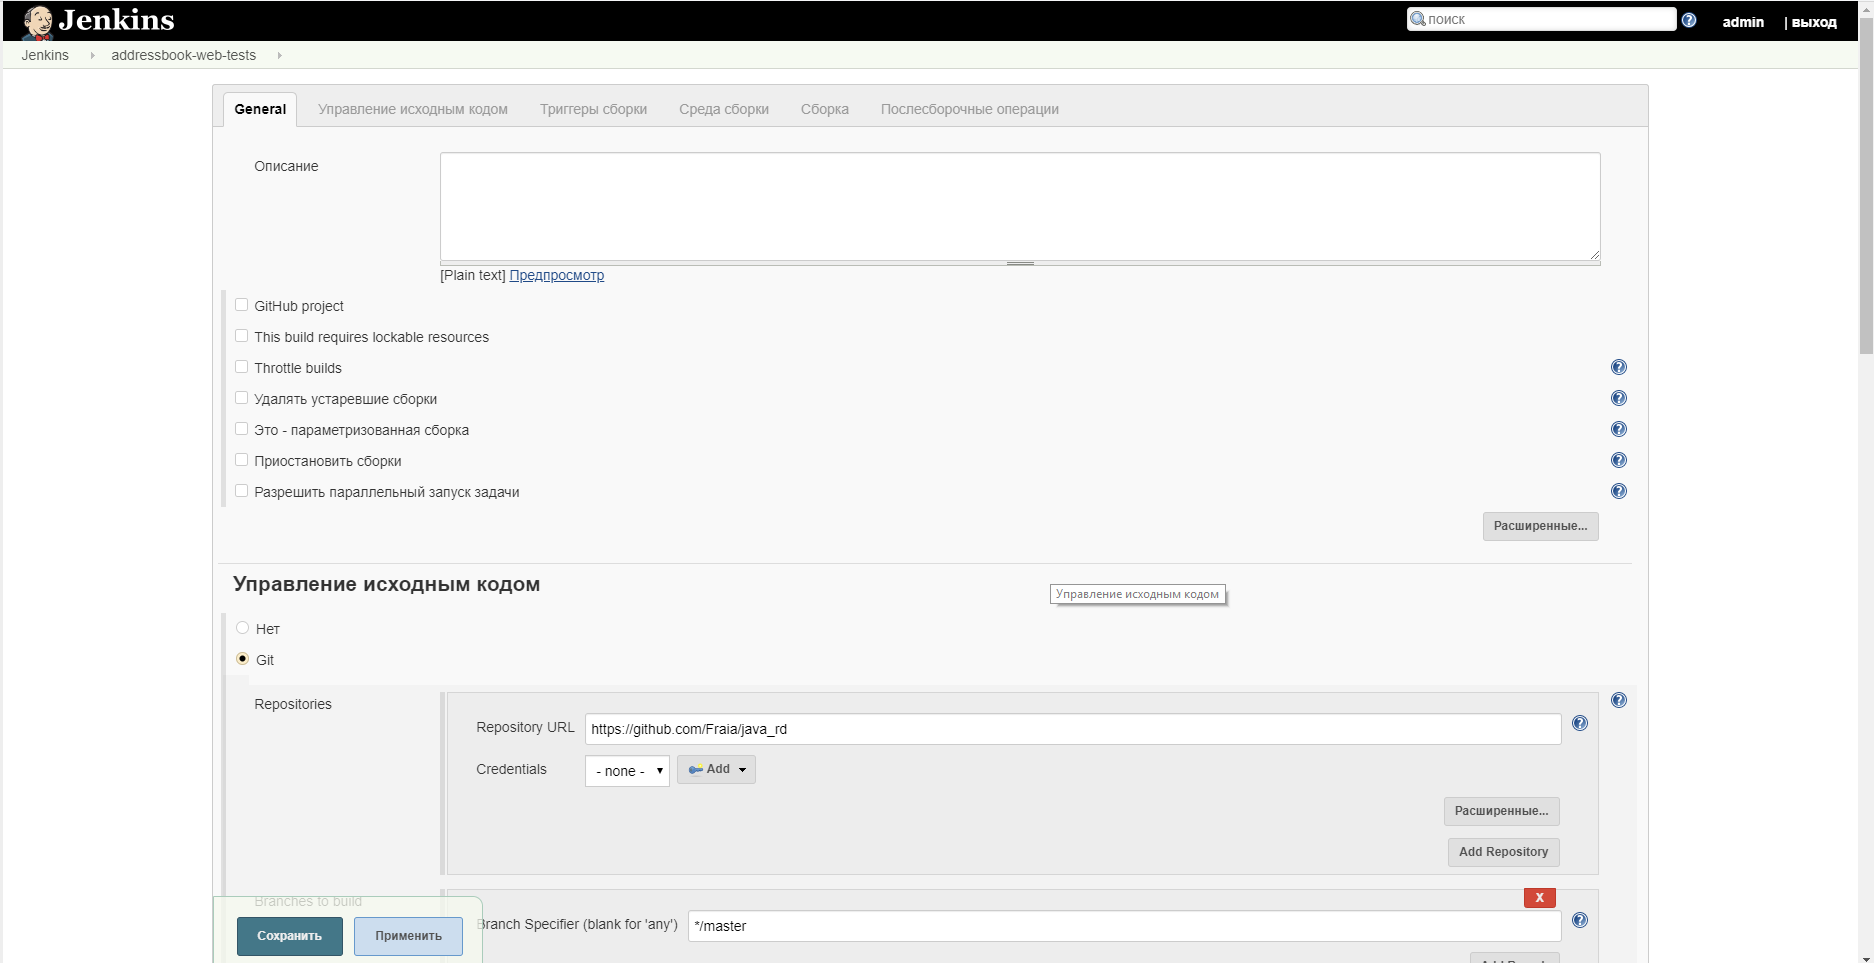 Jenkins
поиск
admin
| выход
Jenkins
addressbook-web-tests
General
Управление исходным кодом
Триггеры сборки
Среда сборки
Сборка
Послесборочные операции
Описание
[Plain text] Предпросмотр
GitHub project
This build requires lockable resources
Throttle builds
Удалять устаревшие сборки
Это - параметризованная сборка
Приостановить сборки
Разрешить параллельный запуск задачи
Расширенные...
Управление исходным кодом
Управление исходным кодом
Нет
Git
Repositories
Repository URL
https://github.com/Fraia/java_rd
Credentials
- none -
Add
Расширенные...
Add Repository
Branches to build
X
Branch Specifier (blank for 'any')
*/master
Сохранить
Применить